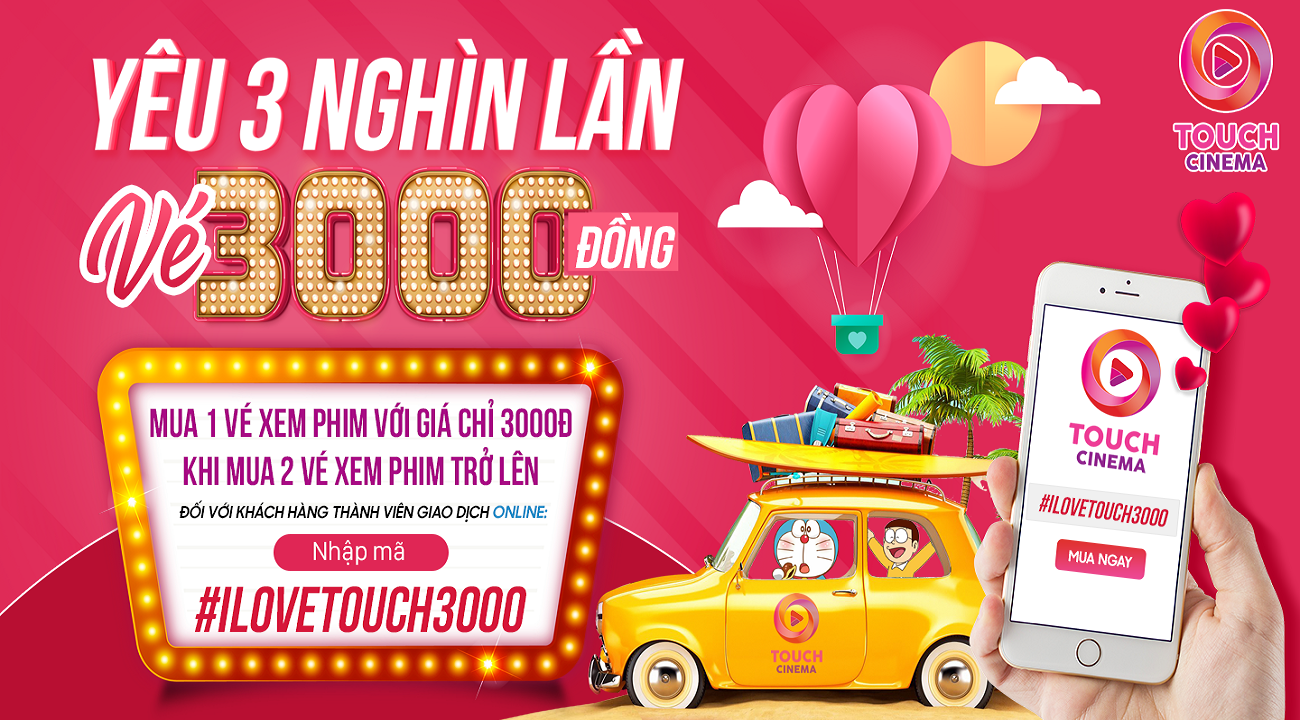 YÊU 3 NGHÌN LẦN
Vé 3000 ĐỒNG
MUA 1 VÉ XEM PHIM VỚI GIÁ CHỈ 3000Đ
KHI MUA 2 VÉ XEM PHIM TRỞ LÊN
ĐỐI VỚI KHÁCH HÀNG THÀNH VIÊN GIAO DỊCH ONLINE:
Nhập mã
#ILOVETOUCH3000
TOUCH
CINEMA
TOUCH
CINEMA
#ILOVETOUCH3000
MUA NGAY
TOUCH
CINEMA